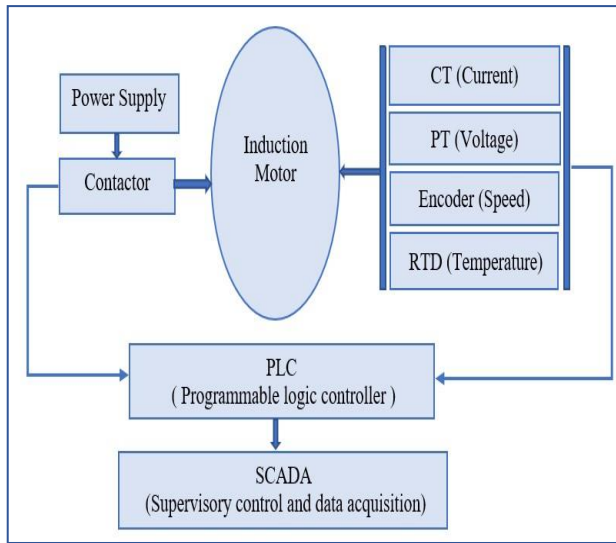 Power Supply
Contactor
Induction
Motor
CT (Current)
PT (Voltage)
Encoder (Speed)
RTD (Temperature)
PLC
( Programmable logic controller )
SCADA
(Supervisory control and data acquisition)